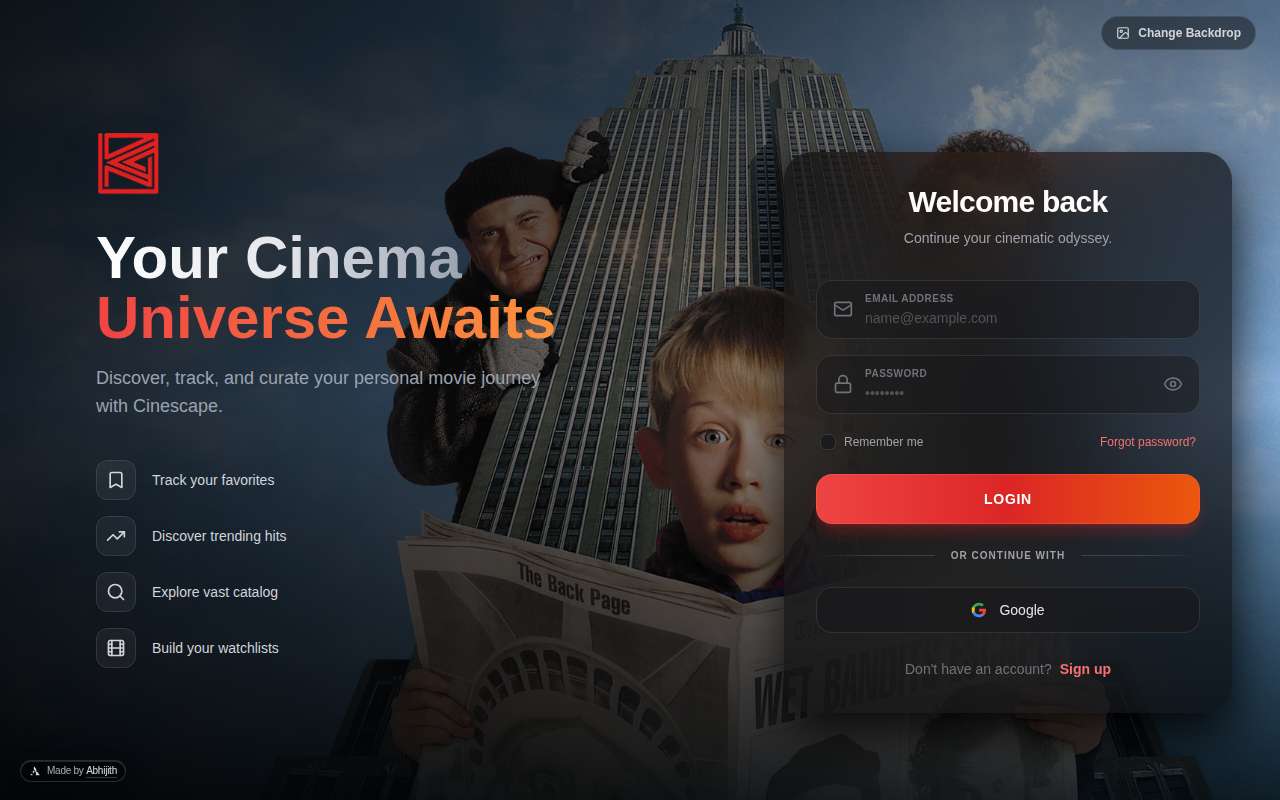 Change Backdrop
Your Cinema
Universe Awaits
Discover, track, and curate your personal movie journey
with Cinescape.
Track your favorites
Discover trending hits
Explore vast catalog
Build your watchlists
Made by Abhijith
The Back Page
WET BANDITS
Welcome back
Continue your cinematic odyssey.
EMAIL ADDRESS
name@example.com
PASSWORD
••••••••
Remember me
Forgot password?
LOGIN
OR CONTINUE WITH
Google
Don't have an account? Sign up